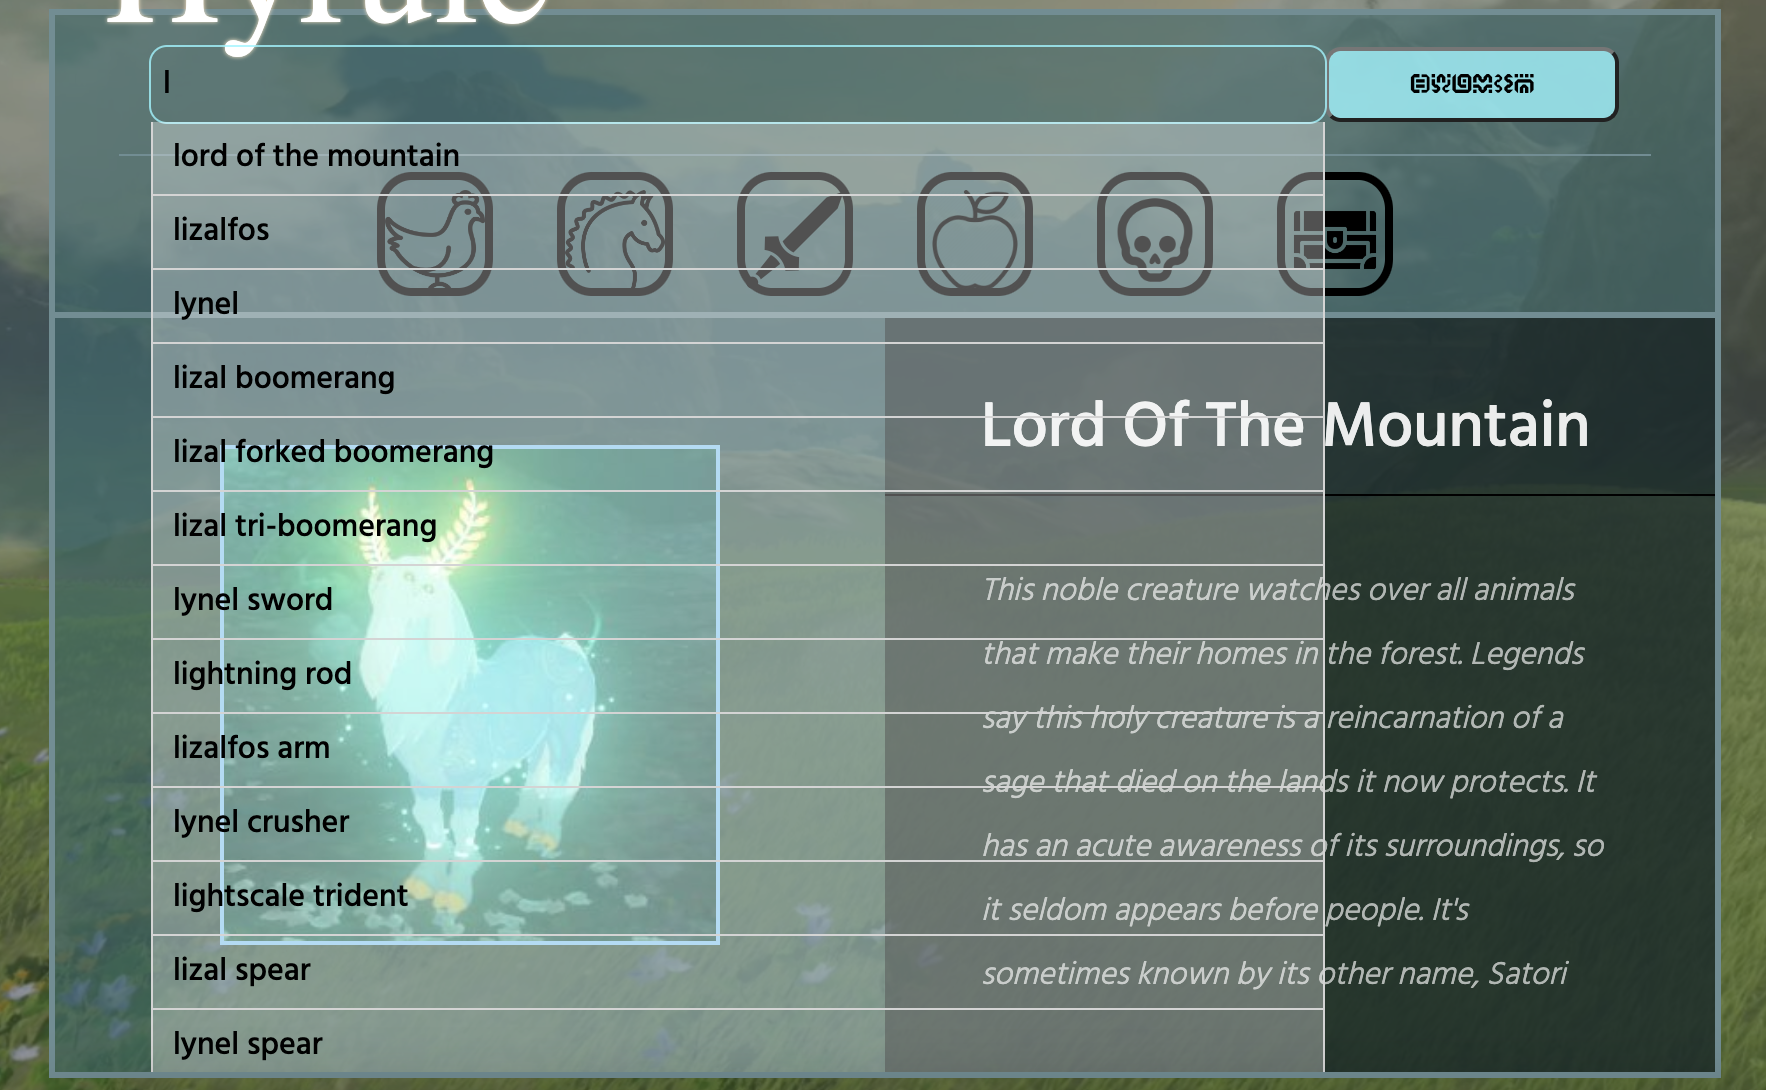 Hyrule
l
lord of the mountain
lizalfos
lynel
lizal boomerang
lizal forked boomerang
lizal tri-boomerang
lynel sword
lightning rod
lizalfos arm
lynel crusher
lightscale trident
lizal spear
lynel spear
Lord Of The Mountain
This noble creature watches over all animals
that make their homes in the forest. Legends
say this holy creature is a reincarnation of a
sage that died on the lands it now protects. It
has an acute awareness of its surroundings, so
it seldom appears before people. It's
sometimes known by its other name, Satori